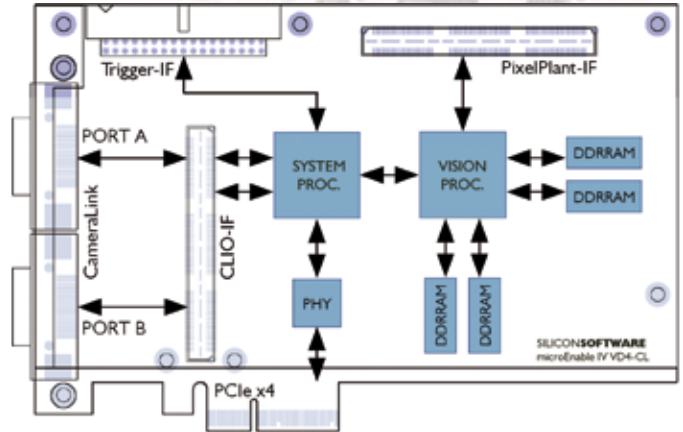 Trigger-IF
PixelPlant-IF
PORT A
CameraLink
CLIO-IF
SYSTEM
PROC.
VISION
PROC.
DDRRAM
DDRRAM
PHY
DDRRAM
DDRRAM
PORT B
SILICONSOFTWARE
microEnable IV VD4-CL
PCIe x4